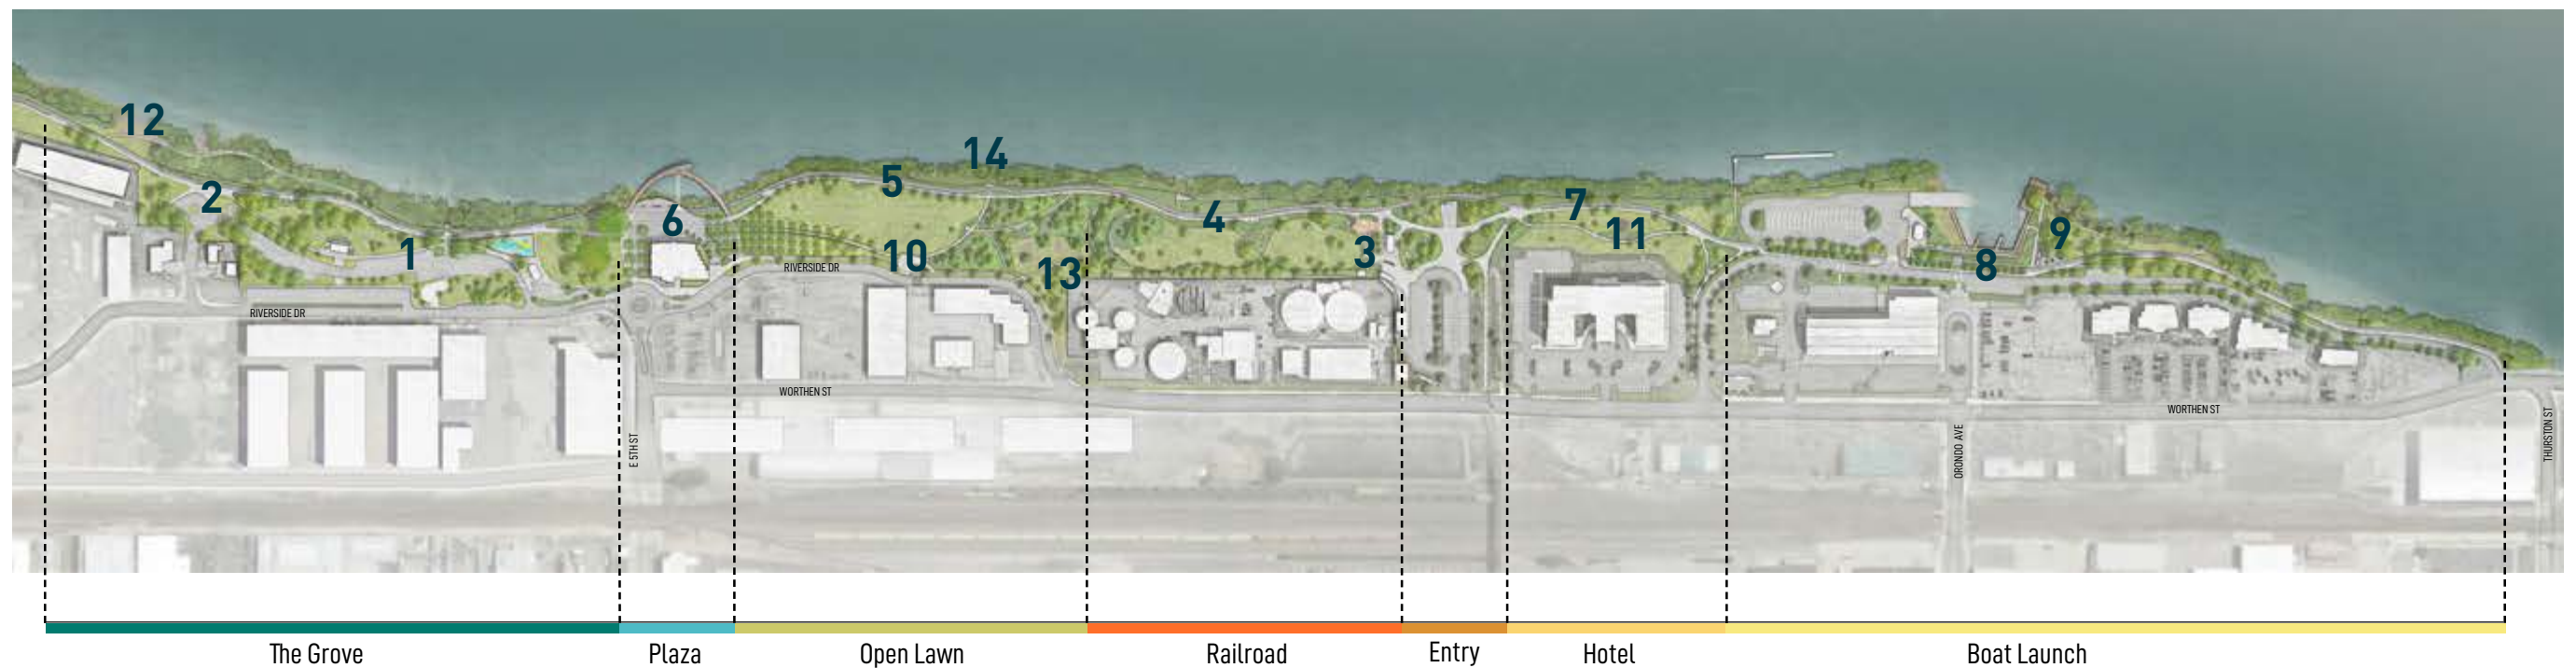 12
14
5
2
7
4
6
11
9
1
10
3
8
13
RIVERSIDE DR
RIVERSIDE DR
WORTHEN ST
WORTHEN ST
E 5TH ST
ORONDO AVE
THURSTON ST
The Grove
Plaza
Open Lawn
Railroad
Entry
Hotel
Boat Launch